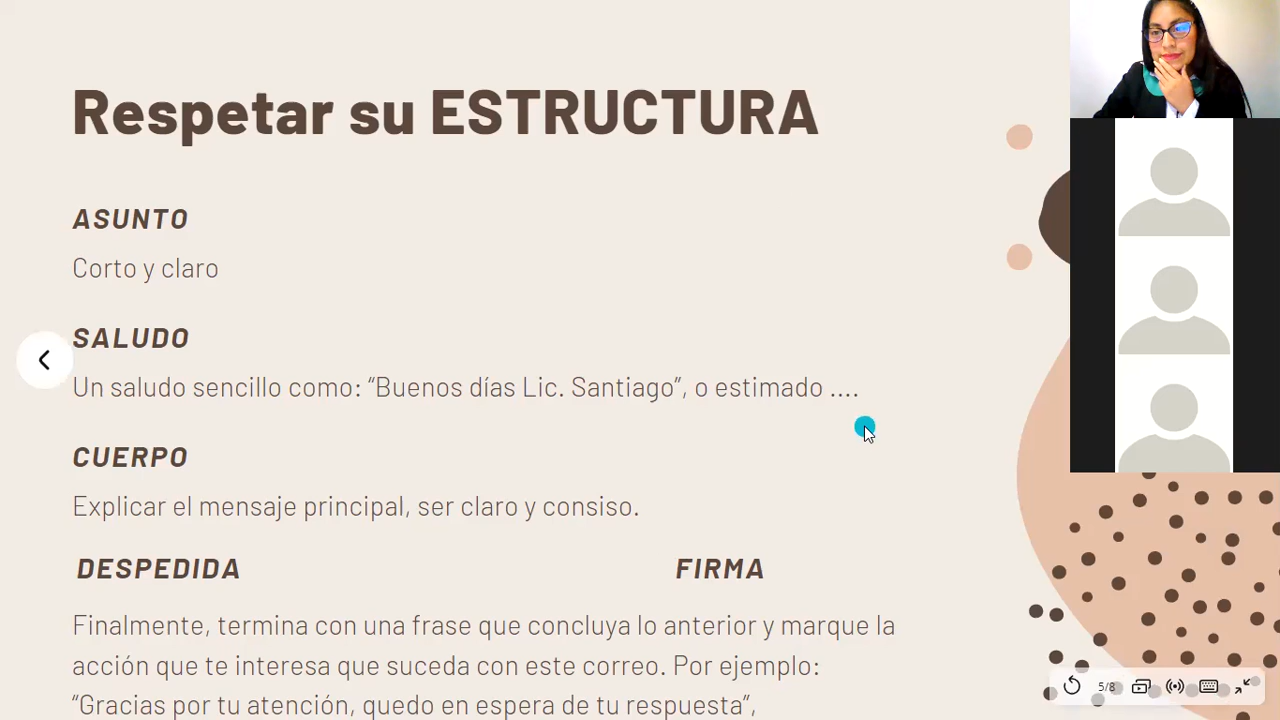 Respetar su ESTRUCTURA
ASUNTO
Corto y claro
SALUDO
Un saludo sencillo como: “Buenos días Lic. Santiago”, o estimado ....
CUERPO
Explicar el mensaje principal, ser claro y consiso.
DESPEDIDA
FIRMA
Finalmente, termina con una frase que concluya lo anterior y marque la
acción que te interesa que suceda con este correo. Por ejemplo:
“Gracias por tu atención, quedo en espera de tu respuesta”,
5/8